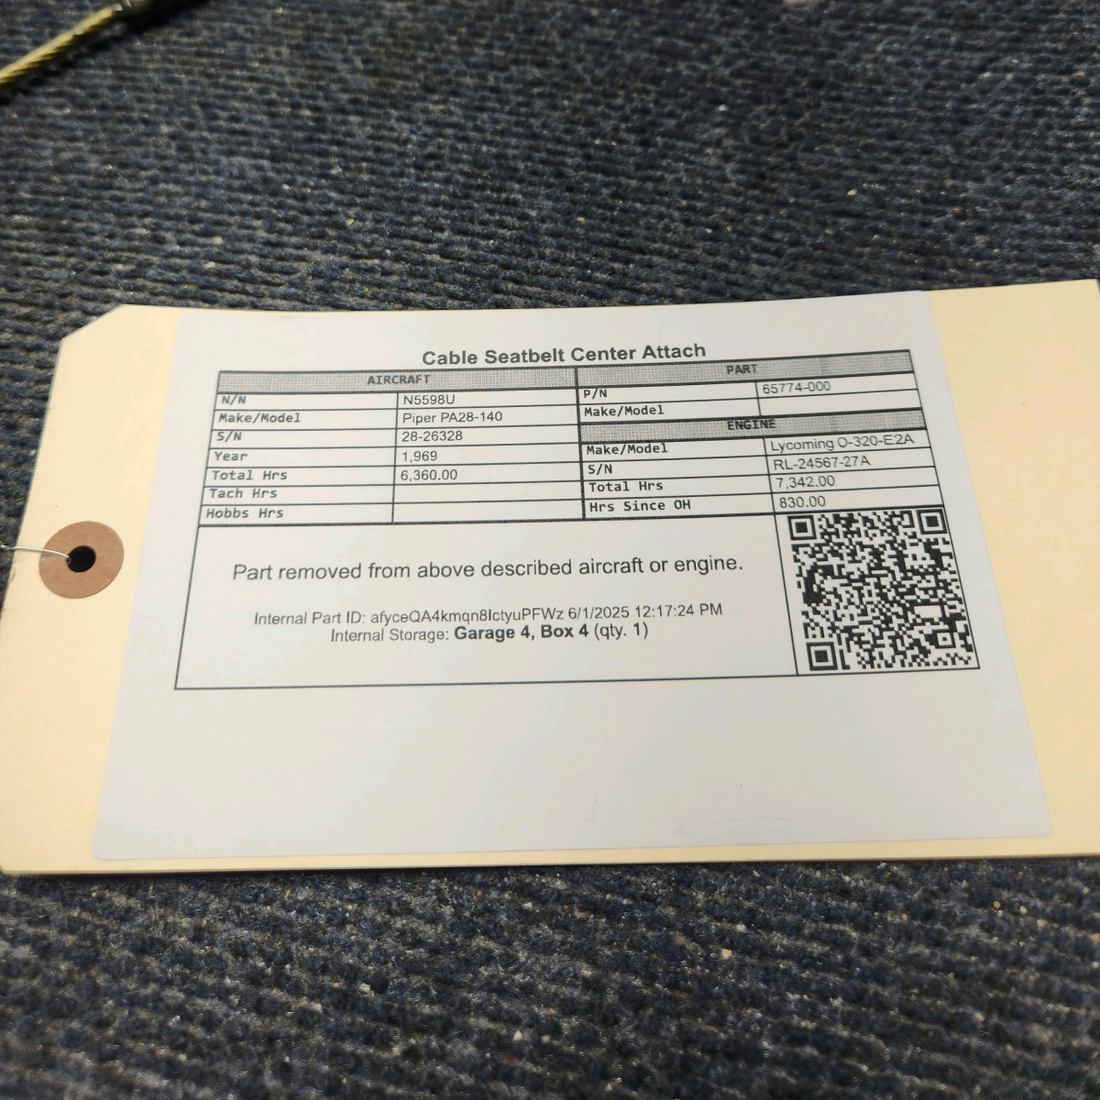 Cable Seatbelt Center Attach
AIRCRAFT
N/N N5598U
Make/Model Piper PA28-140
S/N 28-26328
Year 1,969
Total Hrs 6,360.00
Tach Hrs
Hobbs Hrs
PART
P/N 65774-000
Make/Model
ENGINE
Make/Model Lycoming O-320-E2A
S/N RL-24567-27A
Total Hrs 7,342.00
Hrs Since OH 830.00
Part removed from above described aircraft or engine.
Internal Part ID: afyceQA4kmqn8IctyuPFWz 6/1/2025 12:17:24 PM
Internal Storage: Garage 4, Box 4 (qty. 1)